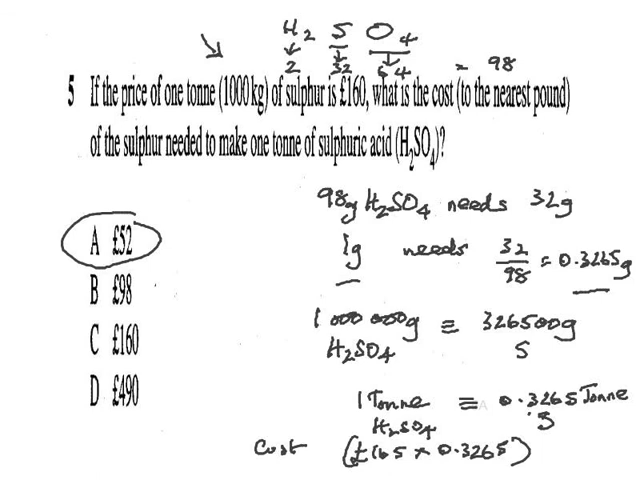 H2 S O4
2 32 64 = 98
5 If the price of one tonne (1000 kg) of sulphur is £160, what is the cost (to the nearest pound)
of the sulphur needed to make one tonne of sulphuric acid (H₂SO₄)?
98g H2SO4 needs 32g
A £52
1g needs 32/98 = 0.3265g
B £98
1 000 000g ≡ 326500g
H2SO4 S
C £160
D £490
1 Tonne ≡ 0.3265 Tonne
H2SO4 S
Cost (£165 × 0.3265)